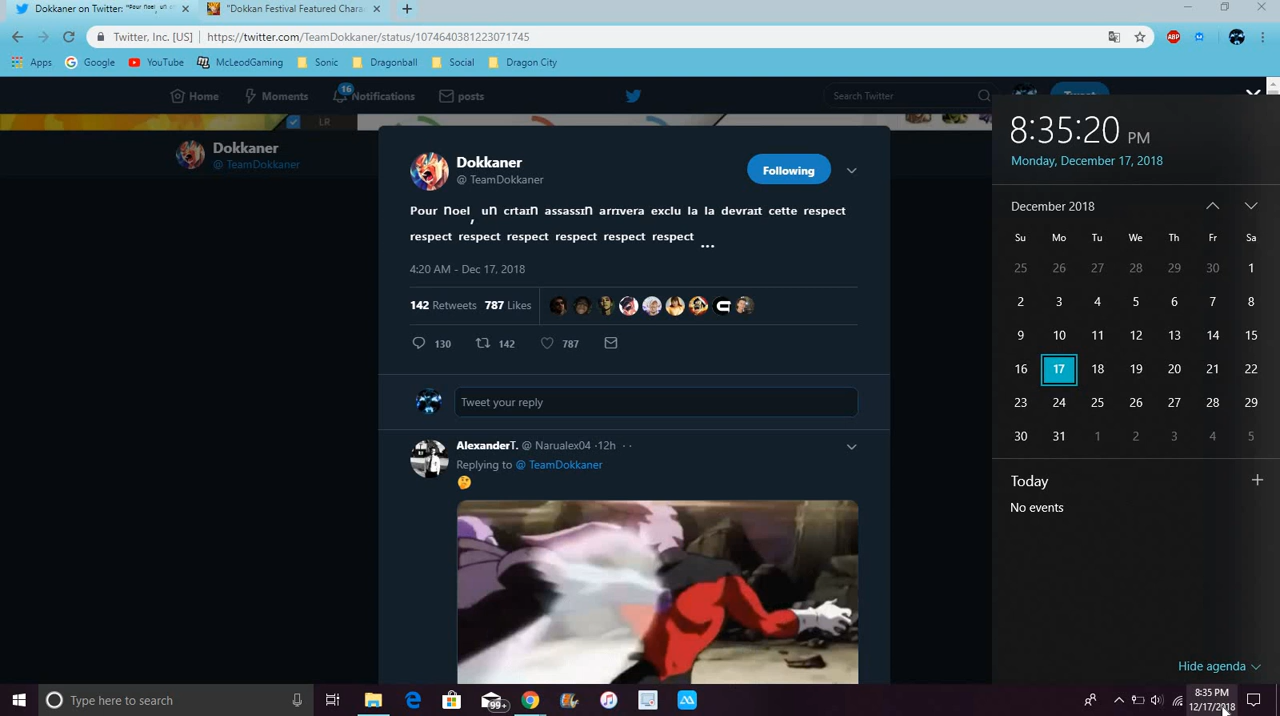 Dokkaner on Twitter: "Pour Noel, un a
"Dokkan Festival Featured Chara
Twitter, Inc. [US] | https://twitter.com/TeamDokkaner/status/1074640381223071745
Apps Google YouTube McLeodGaming Sonic Dragonball Social Dragon City
Home Moments 16 Notifications posts Search Twitter Tweet
LR
Dokkaner
@ TeamDokkaner
Dokkaner
@ TeamDokkaner
Following
Pour Noel, un crtaın assassın arrıvera exclu la la devraıt cette respect
respect respect respect respect respect respect ...
4:20 AM - Dec 17, 2018
142 Retweets 787 Likes
130 142 787
Tweet your reply
AlexanderT. @ Narualex04 ·12h
Replying to @ TeamDokkaner
🤔
8:35:20 PM
Monday, December 17, 2018
December 2018
Su Mo Tu We Th Fr Sa
25 26 27 28 29 30 1
2 3 4 5 6 7 8
9 10 11 12 13 14 15
16 17 18 19 20 21 22
23 24 25 26 27 28 29
30 31 1 2 3 4 5
Today
No events
Hide agenda
Type here to search
99+
8:35 PM
12/17/2018